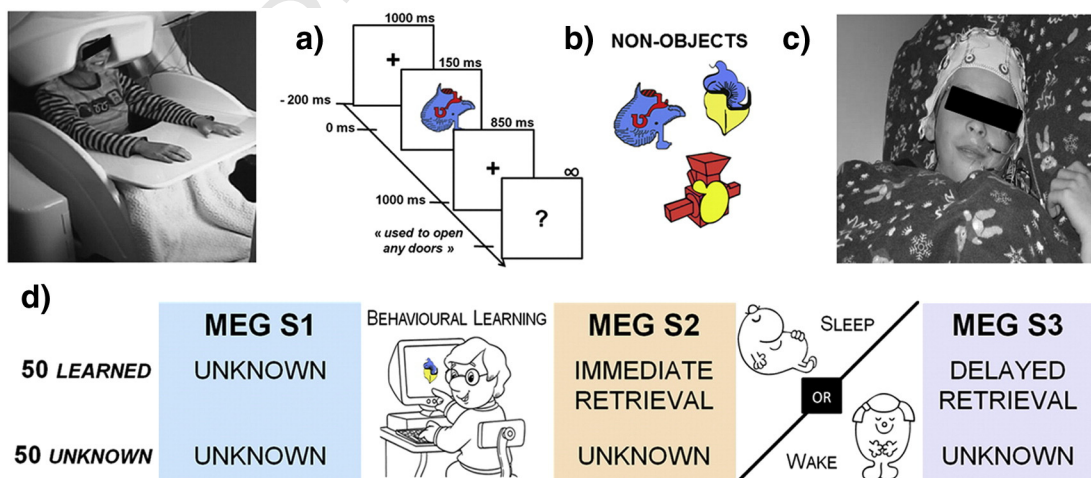 a)
1000 ms
+
150 ms
- 200 ms
0 ms
850 ms
+
∞
1000 ms
?
« used to open
any doors »
b) NON-OBJECTS
c)
d)
MEG S1
BEHAVIOURAL LEARNING
MEG S2
SLEEP
MEG S3
50 LEARNED
UNKNOWN
IMMEDIATE
RETRIEVAL
OR
DELAYED
RETRIEVAL
50 UNKNOWN
UNKNOWN
UNKNOWN
WAKE
UNKNOWN